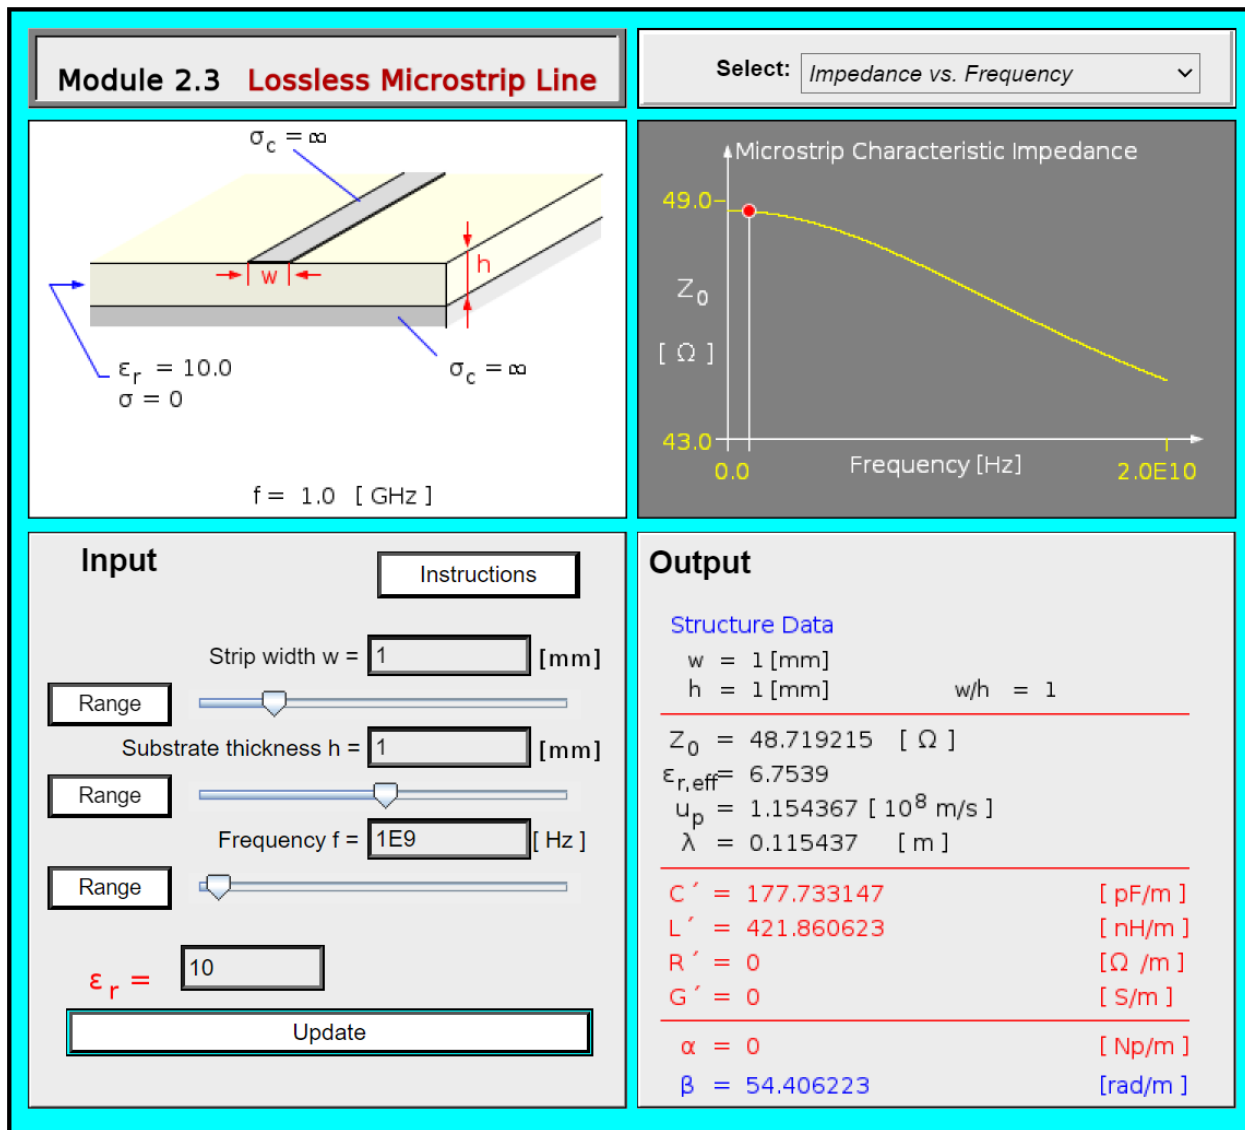 Module 2.3 Lossless Microstrip Line
Select: Impedance vs. Frequency
σc = ∞
w
h
εr = 10.0
σ = 0
σc = ∞
f = 1.0 [ GHz ]
Microstrip Characteristic Impedance
49.0
Z0
[ Ω ]
43.0
0.0
Frequency [Hz]
2.0E10
Input
Instructions
Strip width w = 1 [mm]
Range
Substrate thickness h = 1 [mm]
Range
Frequency f = 1E9 [ Hz ]
Range
εr = 10
Update
Output
Structure Data
w = 1 [mm]
h = 1 [mm] w/h = 1
Z0 = 48.719215 [ Ω ]
εr,eff = 6.7539
up = 1.154367 [ 10^8 m/s ]
λ = 0.115437 [ m ]
C´ = 177.733147 [ pF/m ]
L´ = 421.860623 [ nH/m ]
R´ = 0 [Ω /m ]
G´ = 0 [ S/m ]
α = 0 [ Np/m ]
β = 54.406223 [rad/m ]